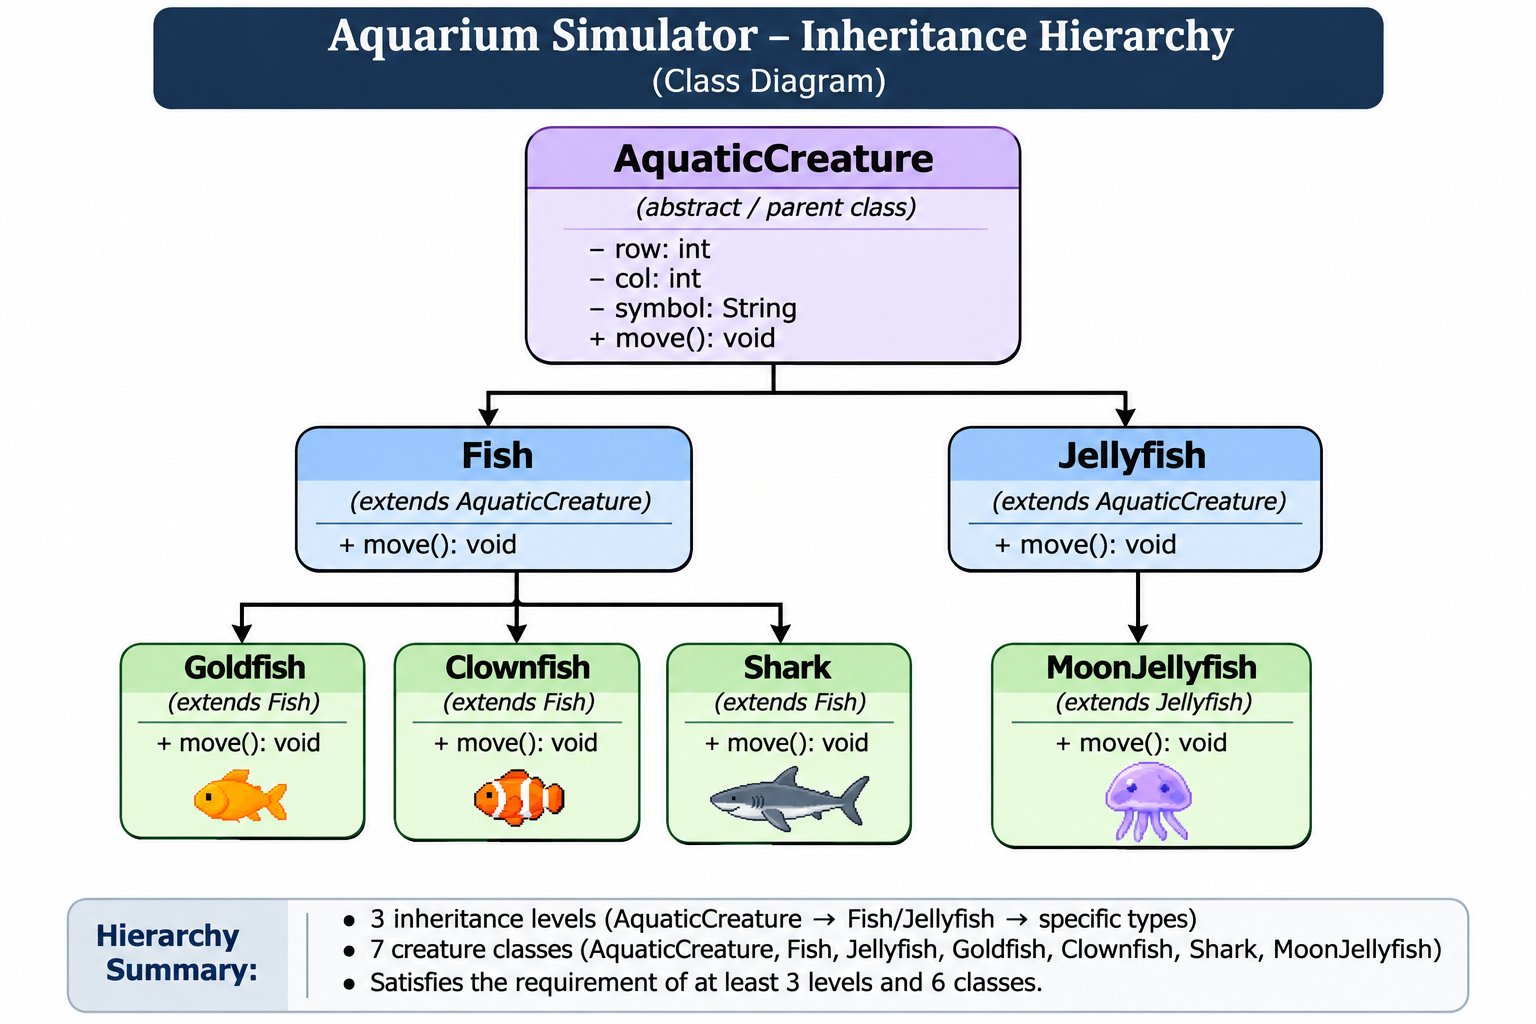 Aquarium Simulator – Inheritance Hierarchy
(Class Diagram)
AquaticCreature
(abstract / parent class)
– row: int
– col: int
– symbol: String
+ move(): void
Fish
(extends AquaticCreature)
+ move(): void
Jellyfish
(extends AquaticCreature)
+ move(): void
Goldfish
(extends Fish)
+ move(): void
Clownfish
(extends Fish)
+ move(): void
Shark
(extends Fish)
+ move(): void
MoonJellyfish
(extends Jellyfish)
+ move(): void
Hierarchy
Summary:
● 3 inheritance levels (AquaticCreature → Fish/Jellyfish → specific types)
● 7 creature classes (AquaticCreature, Fish, Jellyfish, Goldfish, Clownfish, Shark, MoonJellyfish)
● Satisfies the requirement of at least 3 levels and 6 classes.